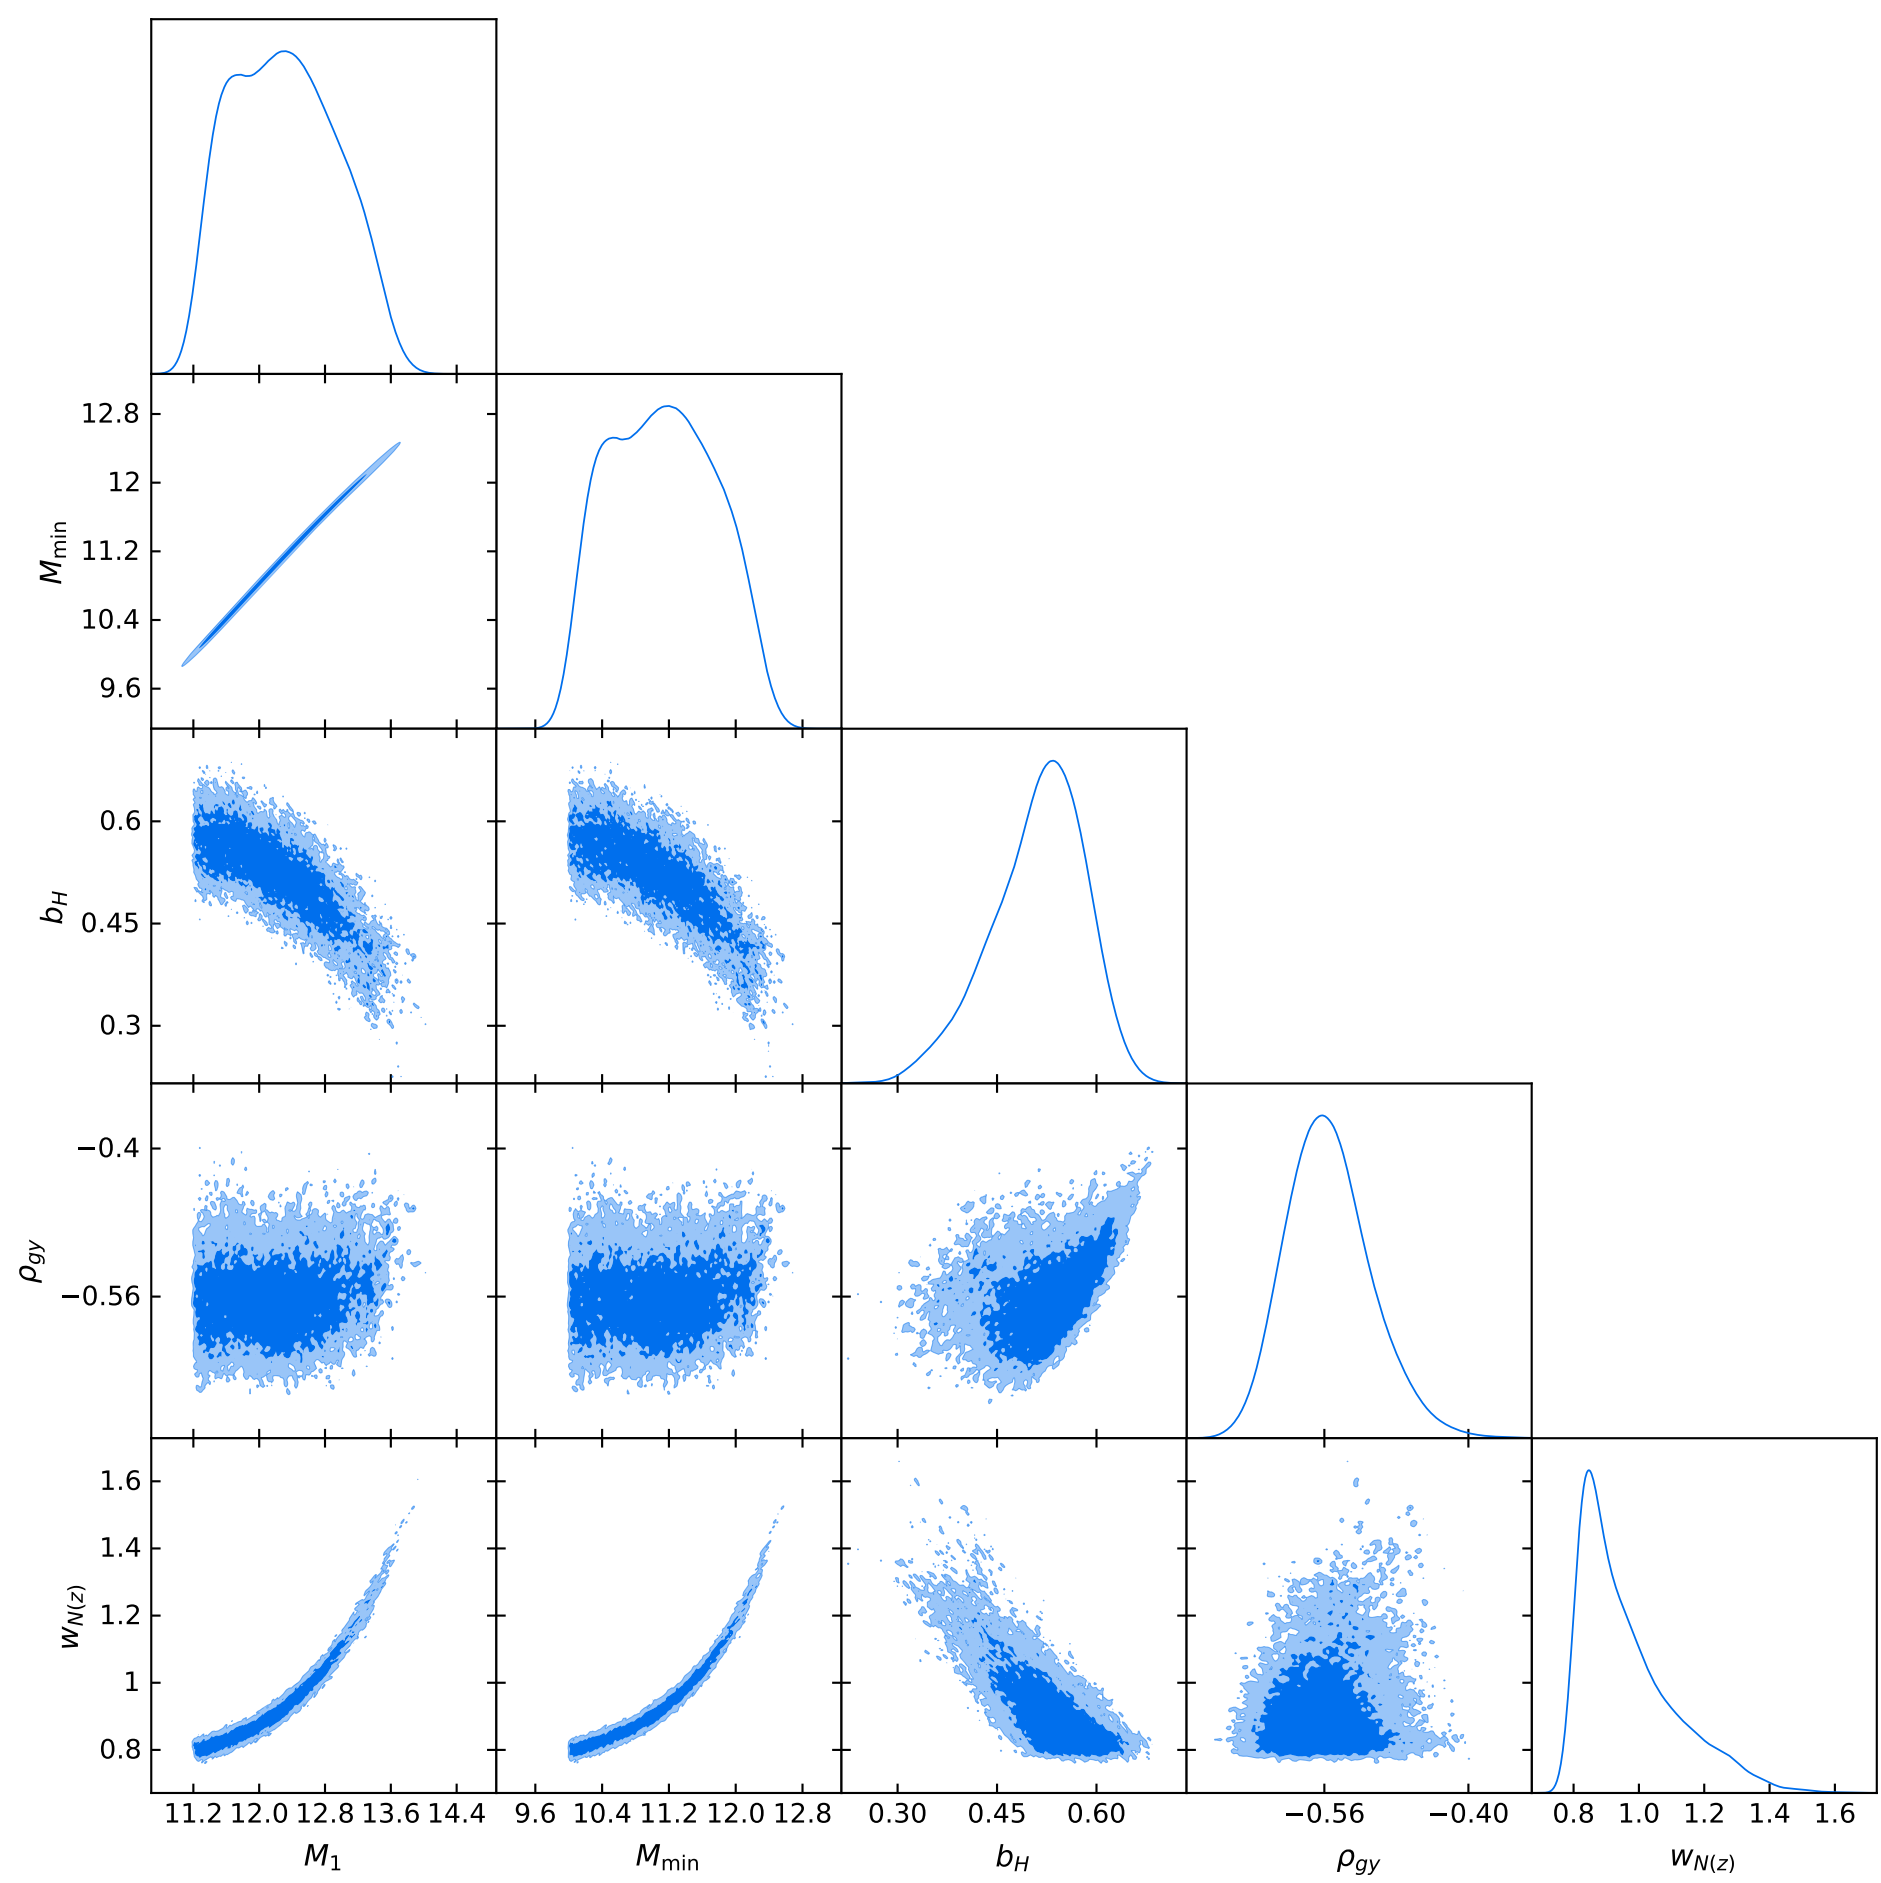 12.8
12
11.2
10.4
9.6
M_min
0.6
0.45
0.3
b_H
−0.4
−0.56
ρ_gy
1.6
1.4
1.2
1
0.8
w_N(z)
11.2 12.0 12.8 13.6 14.4 9.6 10.4 11.2 12.0 12.8 0.30 0.45 0.60 −0.56 −0.40 0.8 1.0 1.2 1.4 1.6
M_1 M_min b_H ρ_gy w_N(z)